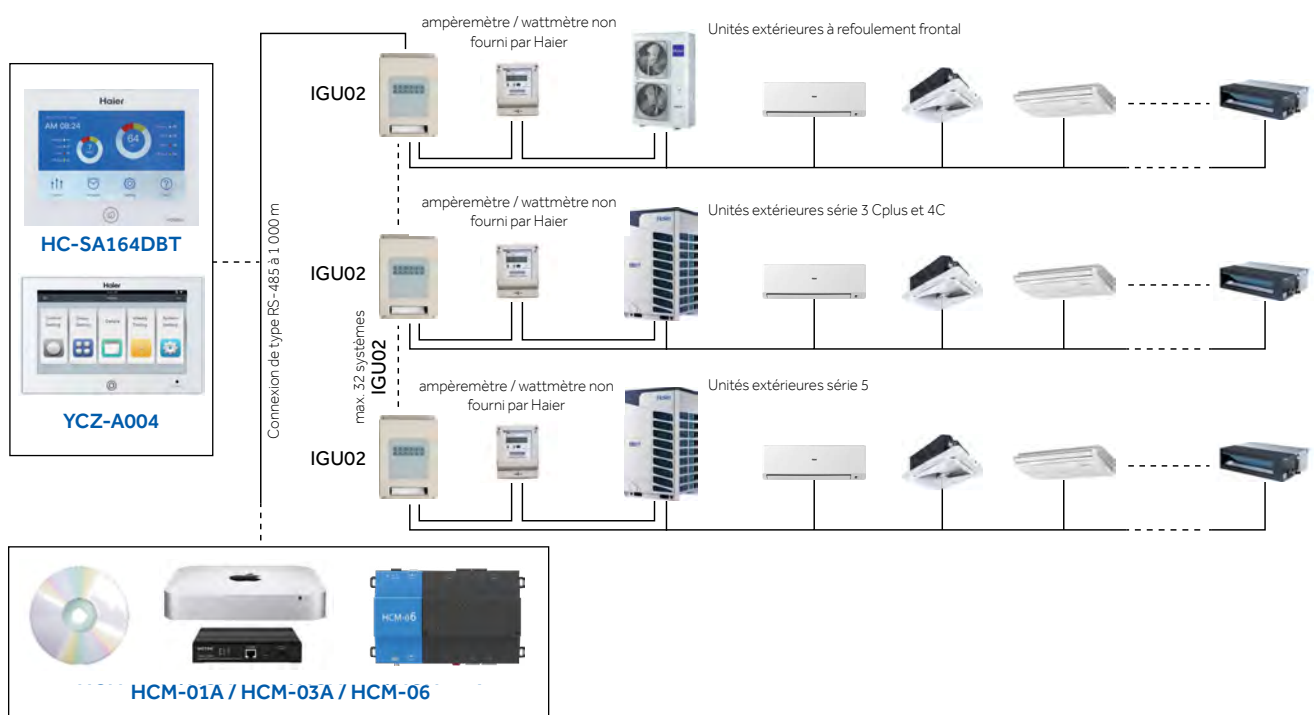 ampèremètre / wattmètre non
fourni par Haier
Unités extérieures à refoulement frontal
IGU02
Haier
AM 08:24
64
HC-SA164DBT
Haier
YCZ-A004
Connexion de type RS-485 à 1 000 m
ampèremètre / wattmètre non
fourni par Haier
Unités extérieures série 3 Cplus et 4C
Haier
IGU02
max. 32 systèmes
IGU02
ampèremètre / wattmètre non
fourni par Haier
Unités extérieures série 5
Haier
IGU02
HCM-06
HCM-01A / HCM-03A / HCM-06